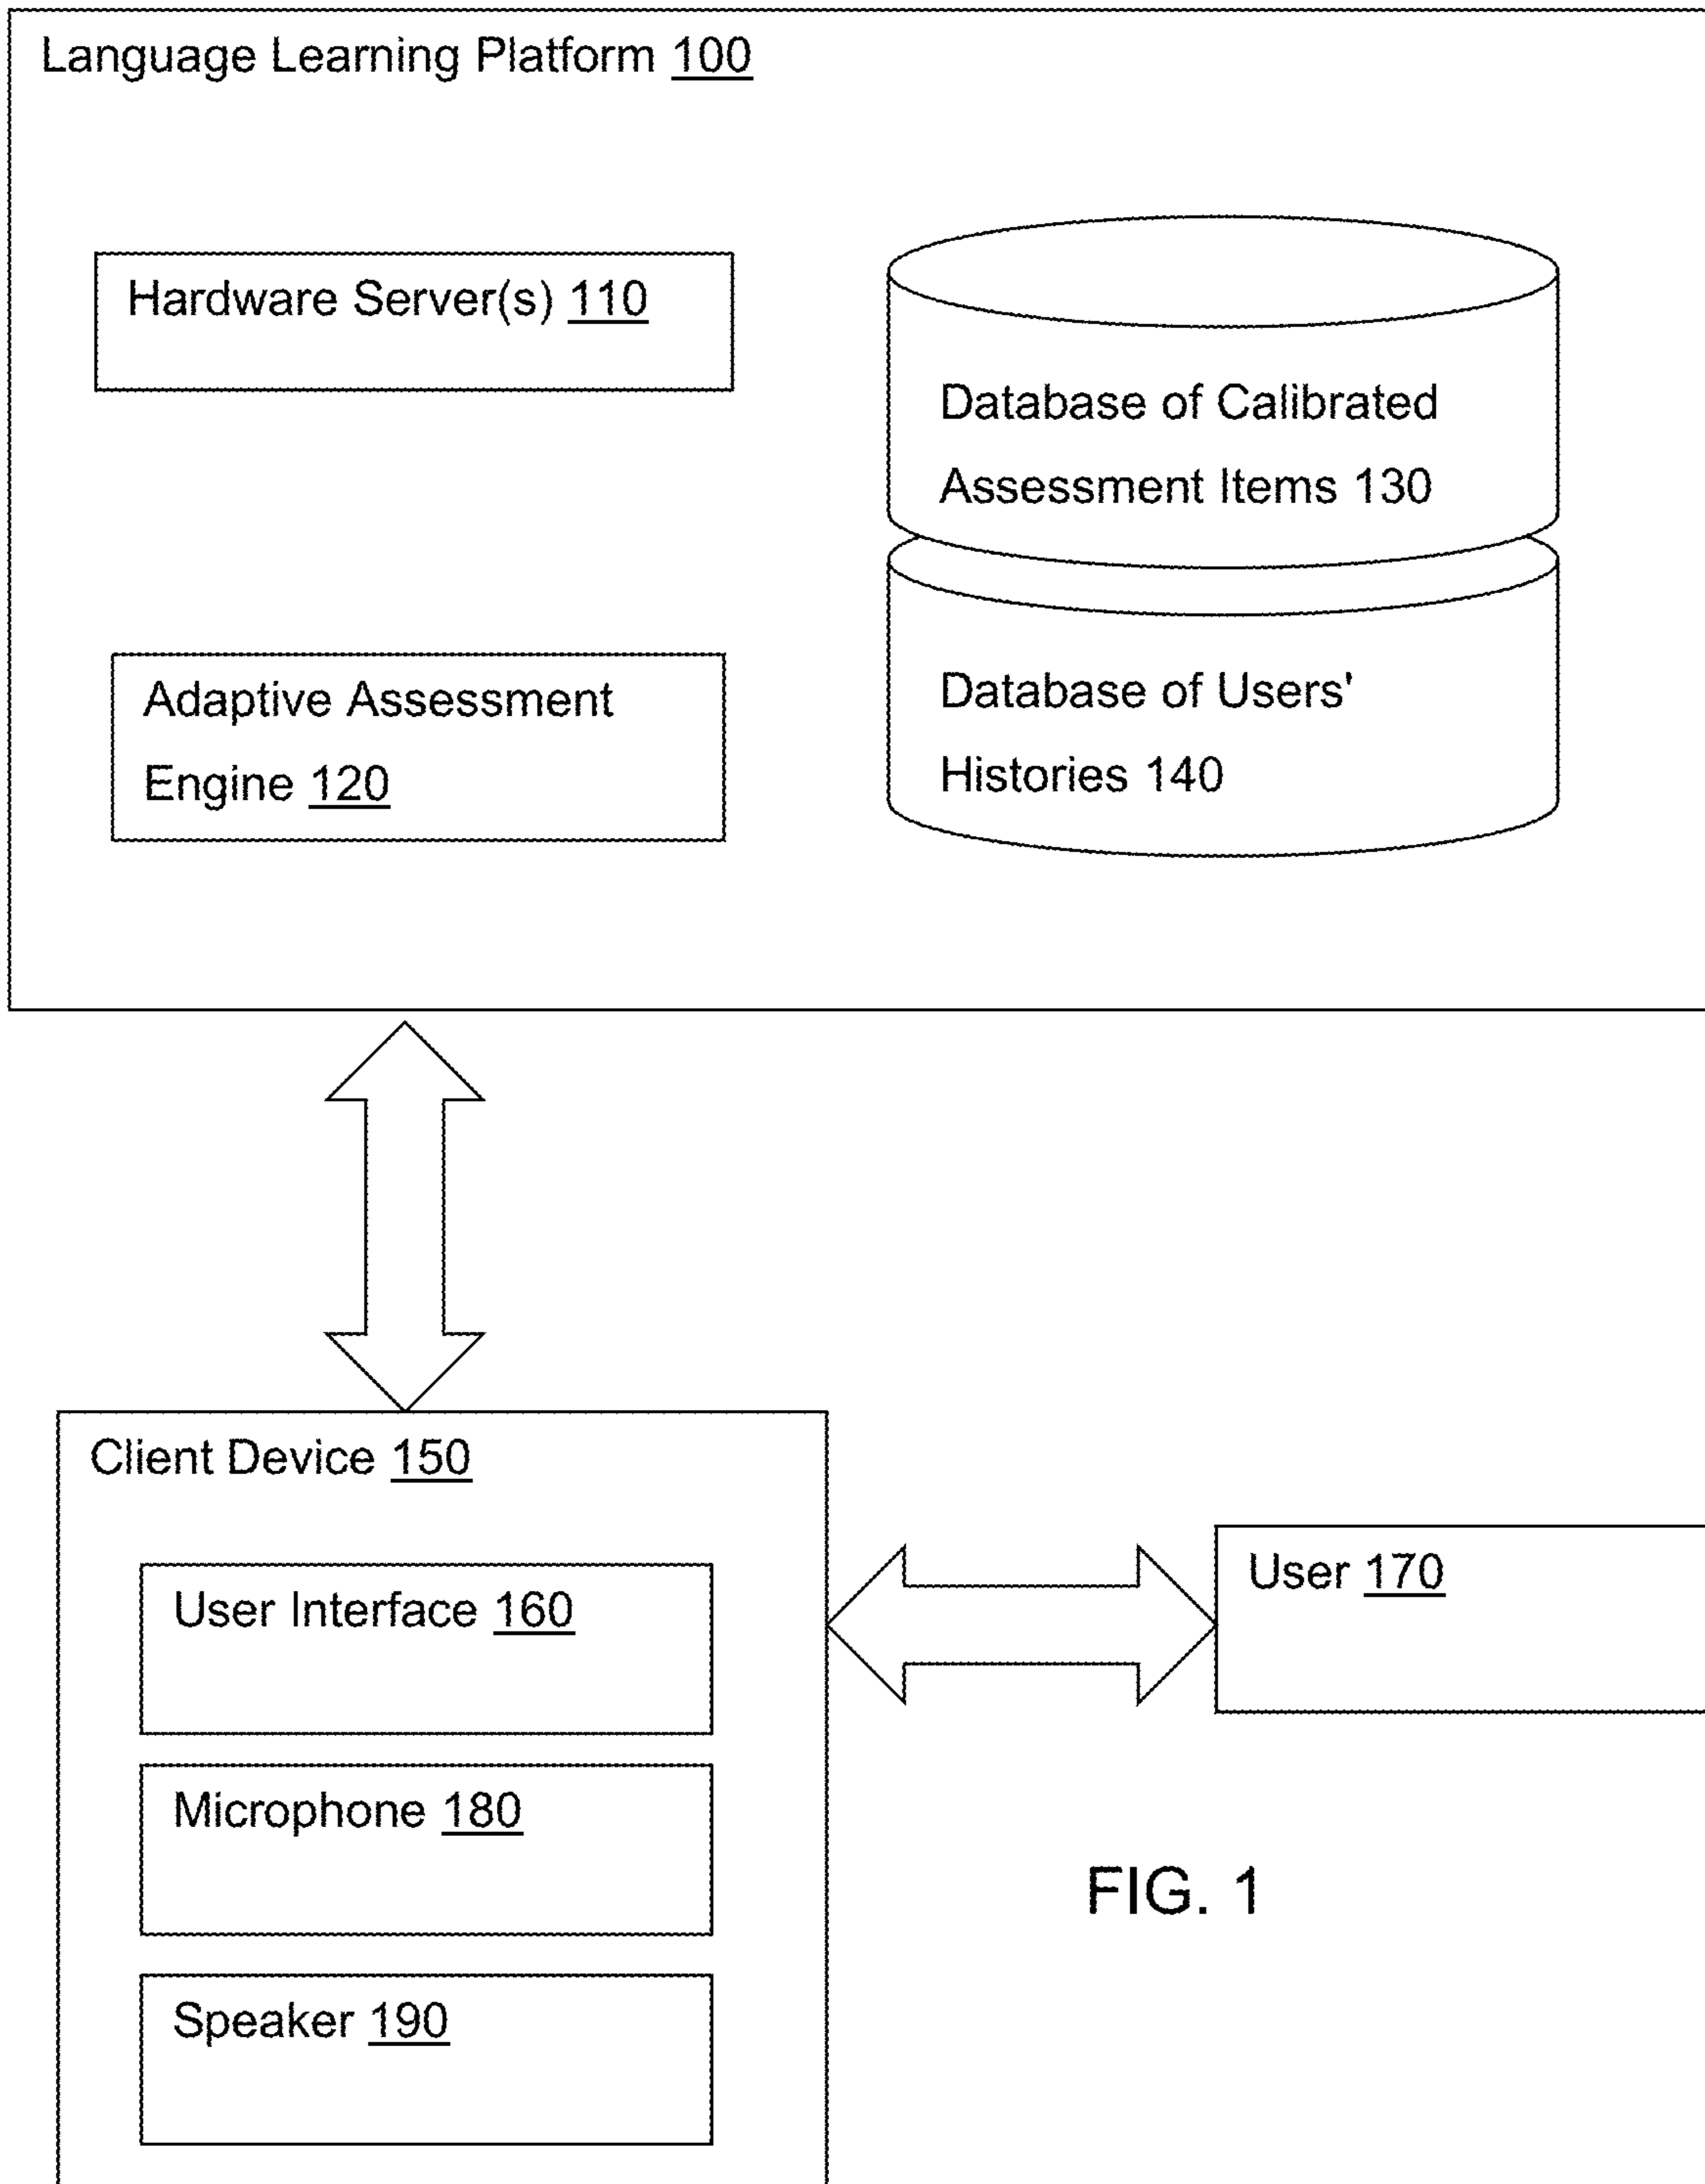 Language Learning Platform 100
Hardware Server(s) 110
Database of Calibrated
Assessment Items 130
Adaptive Assessment
Engine 120
Database of Users'
Histories 140
Client Device 150
User Interface 160
User 170
Microphone 180
Speaker 190
FIG. 1